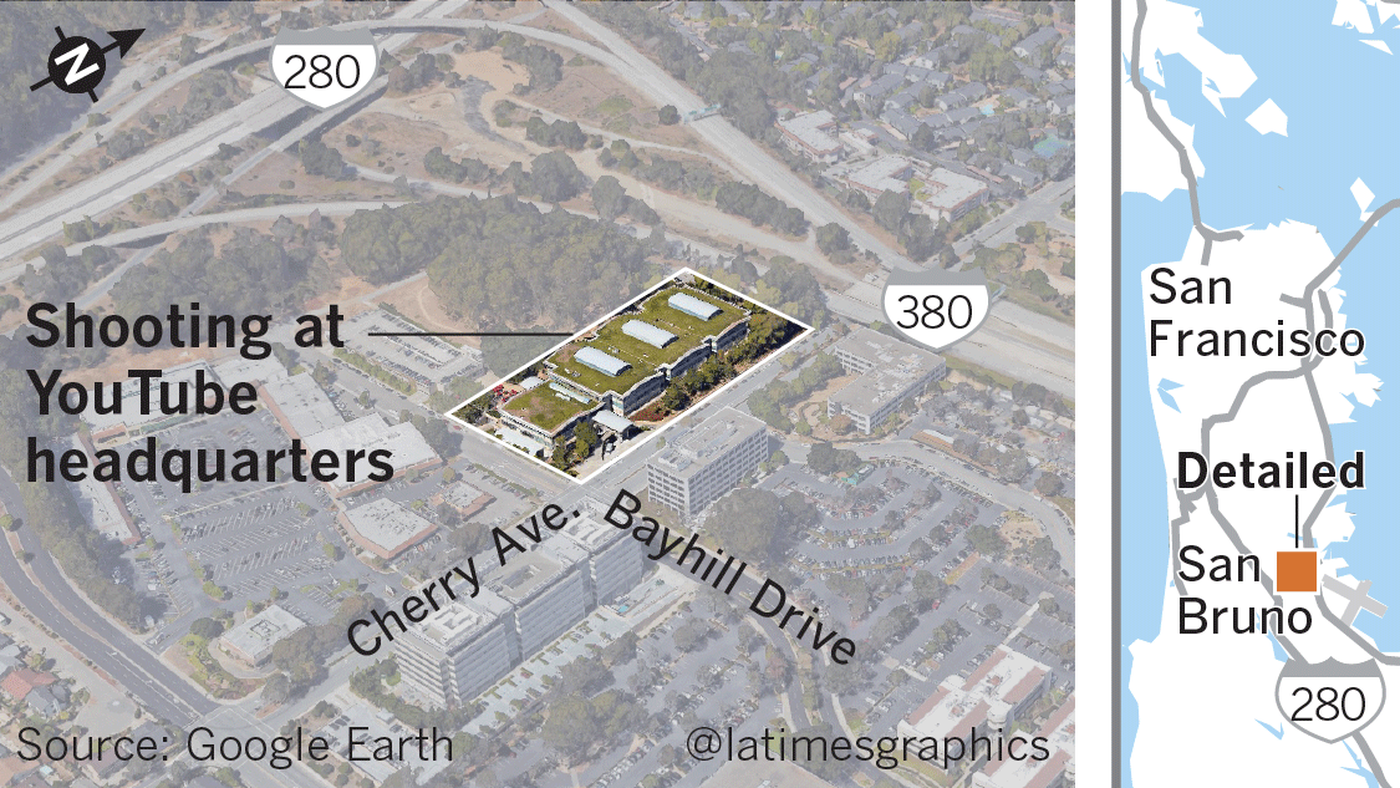 N
280
380
Shooting at
YouTube
headquarters
Cherry Ave.
Bayhill Drive
Source: Google Earth
@latimesgraphics
San
Francisco
Detailed
San
Bruno
280